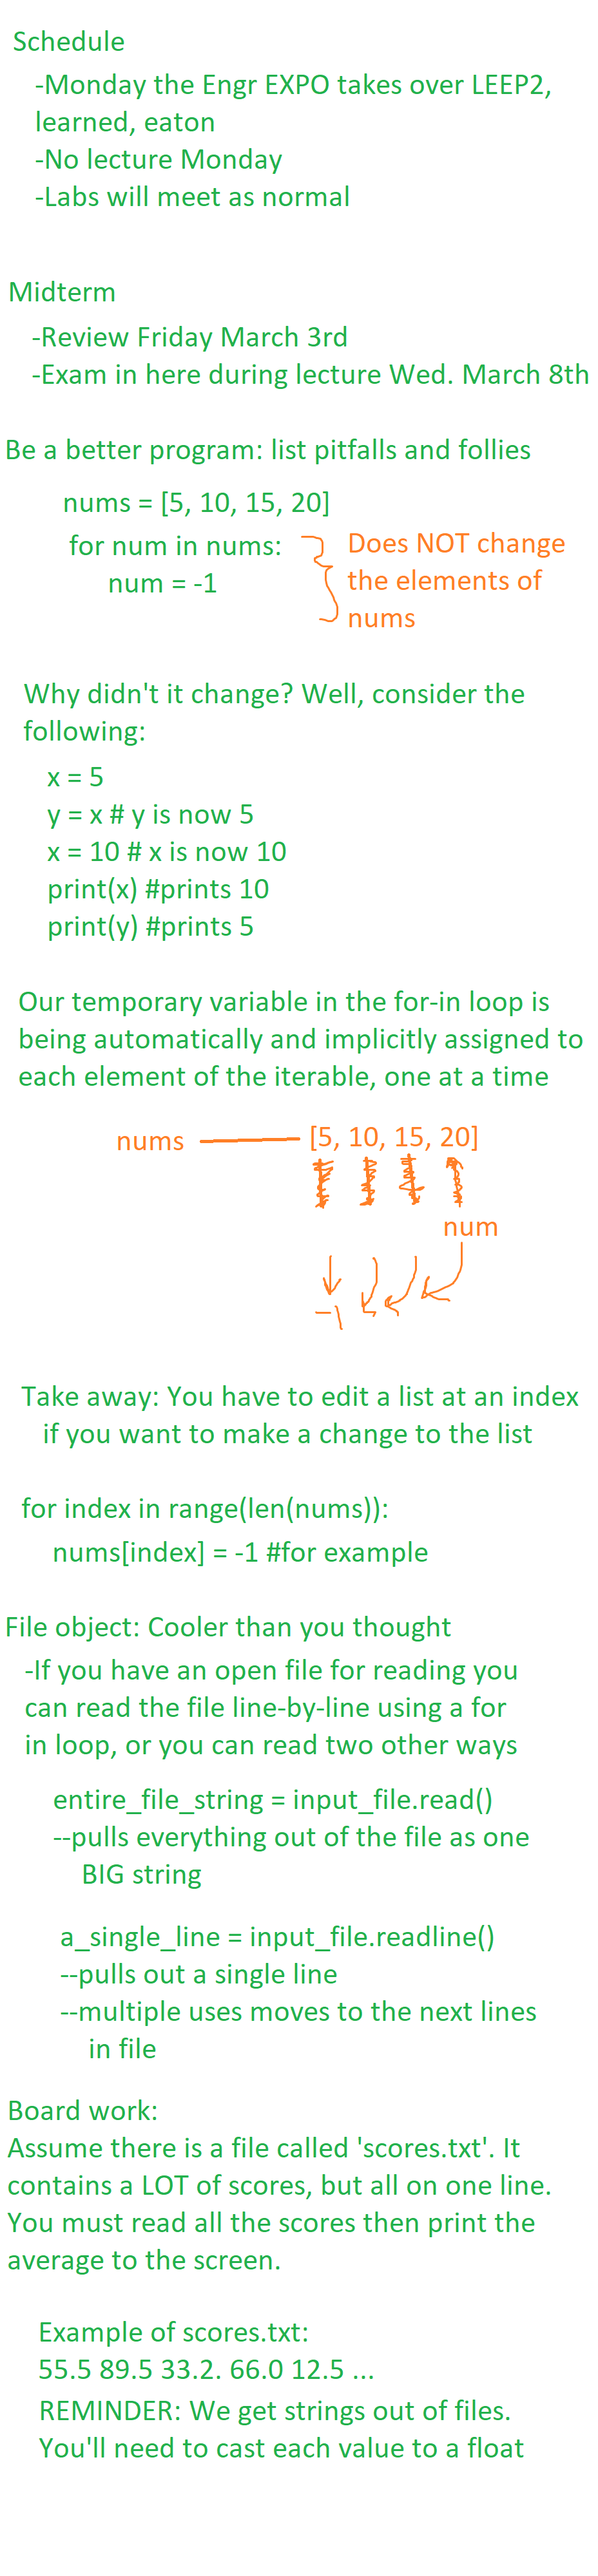 Schedule
-Monday the Engr EXPO takes over LEEP2,
learned, eaton
-No lecture Monday
-Labs will meet as normal
Midterm
-Review Friday March 3rd
-Exam in here during lecture Wed. March 8th
Be a better program: list pitfalls and follies
nums = [5, 10, 15, 20]
for num in nums:
num = -1
Does NOT change
the elements of
nums
Why didn't it change? Well, consider the
following:
x = 5
y = x # y is now 5
x = 10 # x is now 10
print(x) #prints 10
print(y) #prints 5
Our temporary variable in the for-in loop is
being automatically and implicitly assigned to
each element of the iterable, one at a time
nums [5, 10, 15, 20]
num
-1
Take away: You have to edit a list at an index
if you want to make a change to the list
for index in range(len(nums)):
nums[index] = -1 #for example
File object: Cooler than you thought
-If you have an open file for reading you
can read the file line-by-line using a for
in loop, or you can read two other ways
entire_file_string = input_file.read()
--pulls everything out of the file as one
BIG string
a_single_line = input_file.readline()
--pulls out a single line
--multiple uses moves to the next lines
in file
Board work:
Assume there is a file called 'scores.txt'. It
contains a LOT of scores, but all on one line.
You must read all the scores then print the
average to the screen.
Example of scores.txt:
55.5 89.5 33.2. 66.0 12.5 ...
REMINDER: We get strings out of files.
You'll need to cast each value to a float